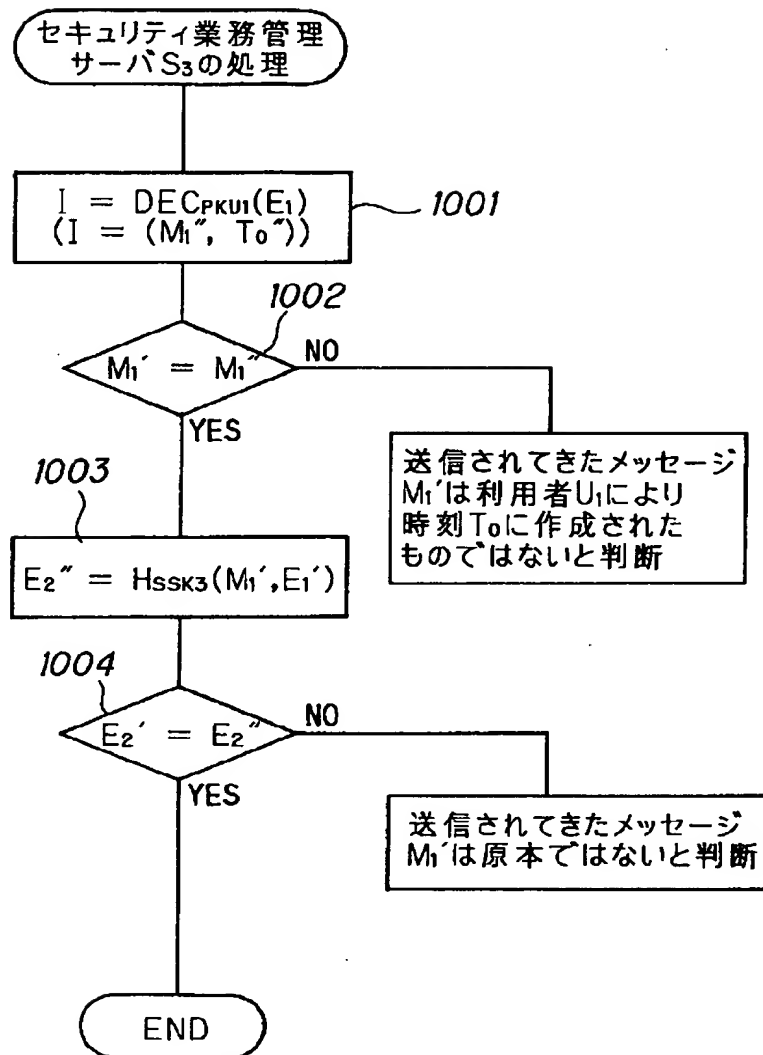 セキュリティ業務管理
サーバS₃の処理
I = DEC_PKU1(E₁)
(I = (M₁″, T₀″))
1001
1002
M₁′ = M₁″
NO
YES
送信されてきたメッセージ
M₁′は利用者U₁により
時刻T₀に作成された
ものではないと判断
1003
E₂″ = H_SSK3(M₁′,E₁′)
1004
E₂′ = E₂″
NO
YES
送信されてきたメッセージ
M₁′は原本ではないと判断
END